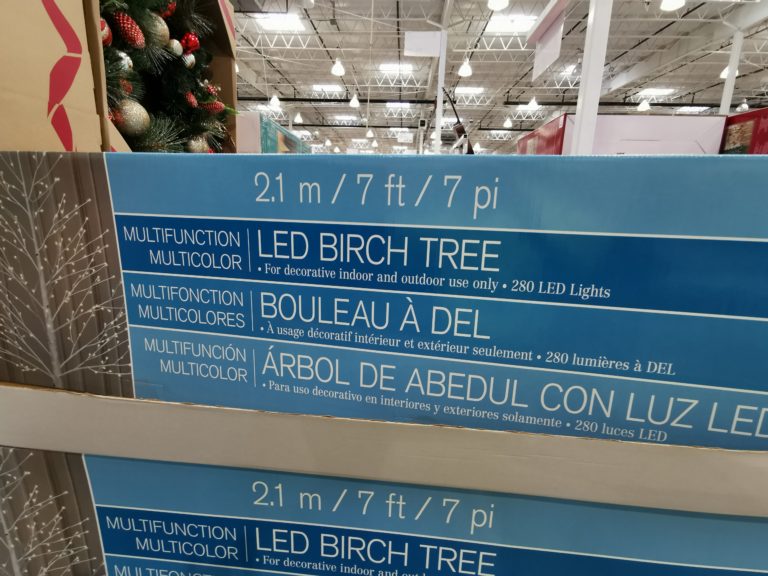 2.1 m / 7 ft / 7 pi
MULTIFUNCTION
MULTICOLOR
LED BIRCH TREE
• For decorative indoor and outdoor use only • 280 LED Lights
MULTIFONCTION
MULTICOLORES
BOULEAU À DEL
• À usage décoratif intérieur et extérieur seulement • 280 lumières à DEL
MULTIFUNCIÓN
MULTICOLOR
ÁRBOL DE ABEDUL CON LUZ LED
• Para uso decorativo en interiores y exteriores solamente • 280 luces LED
2.1 m / 7 ft / 7 pi
MULTIFUNCTION
MULTICOLOR
LED BIRCH TREE
• For decorative indoor and